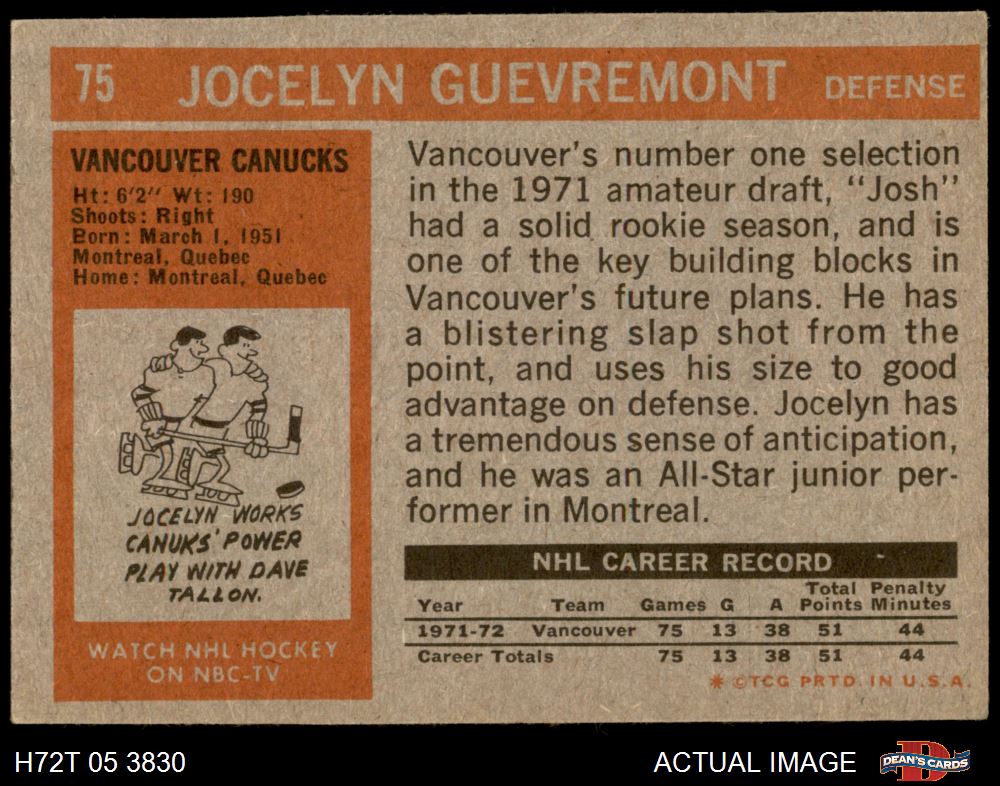 75 JOCELYN GUEVREMONT DEFENSE
VANCOUVER CANUCKS
Ht: 6'2" Wt: 190
Shoots: Right
Born: March 1, 1951
Montreal, Quebec
Home: Montreal, Quebec
JOCELYN WORKS
CANUKS' POWER
PLAY WITH DAVE
TALLON.
WATCH NHL HOCKEY
ON NBC-TV
Vancouver's number one selection
in the 1971 amateur draft, "Josh"
had a solid rookie season, and is
one of the key building blocks in
Vancouver's future plans. He has
a blistering slap shot from the
point, and uses his size to good
advantage on defense. Jocelyn has
a tremendous sense of anticipation,
and he was an All-Star junior per-
former in Montreal.
NHL CAREER RECORD
Year Team Games G A Total Points Penalty Minutes
1971-72 Vancouver 75 13 38 51 44
Career Totals 75 13 38 51 44
* ©TCG PRTD. IN U.S.A.
H72T 05 3830
ACTUAL IMAGE
D
DEAN'S CARDS